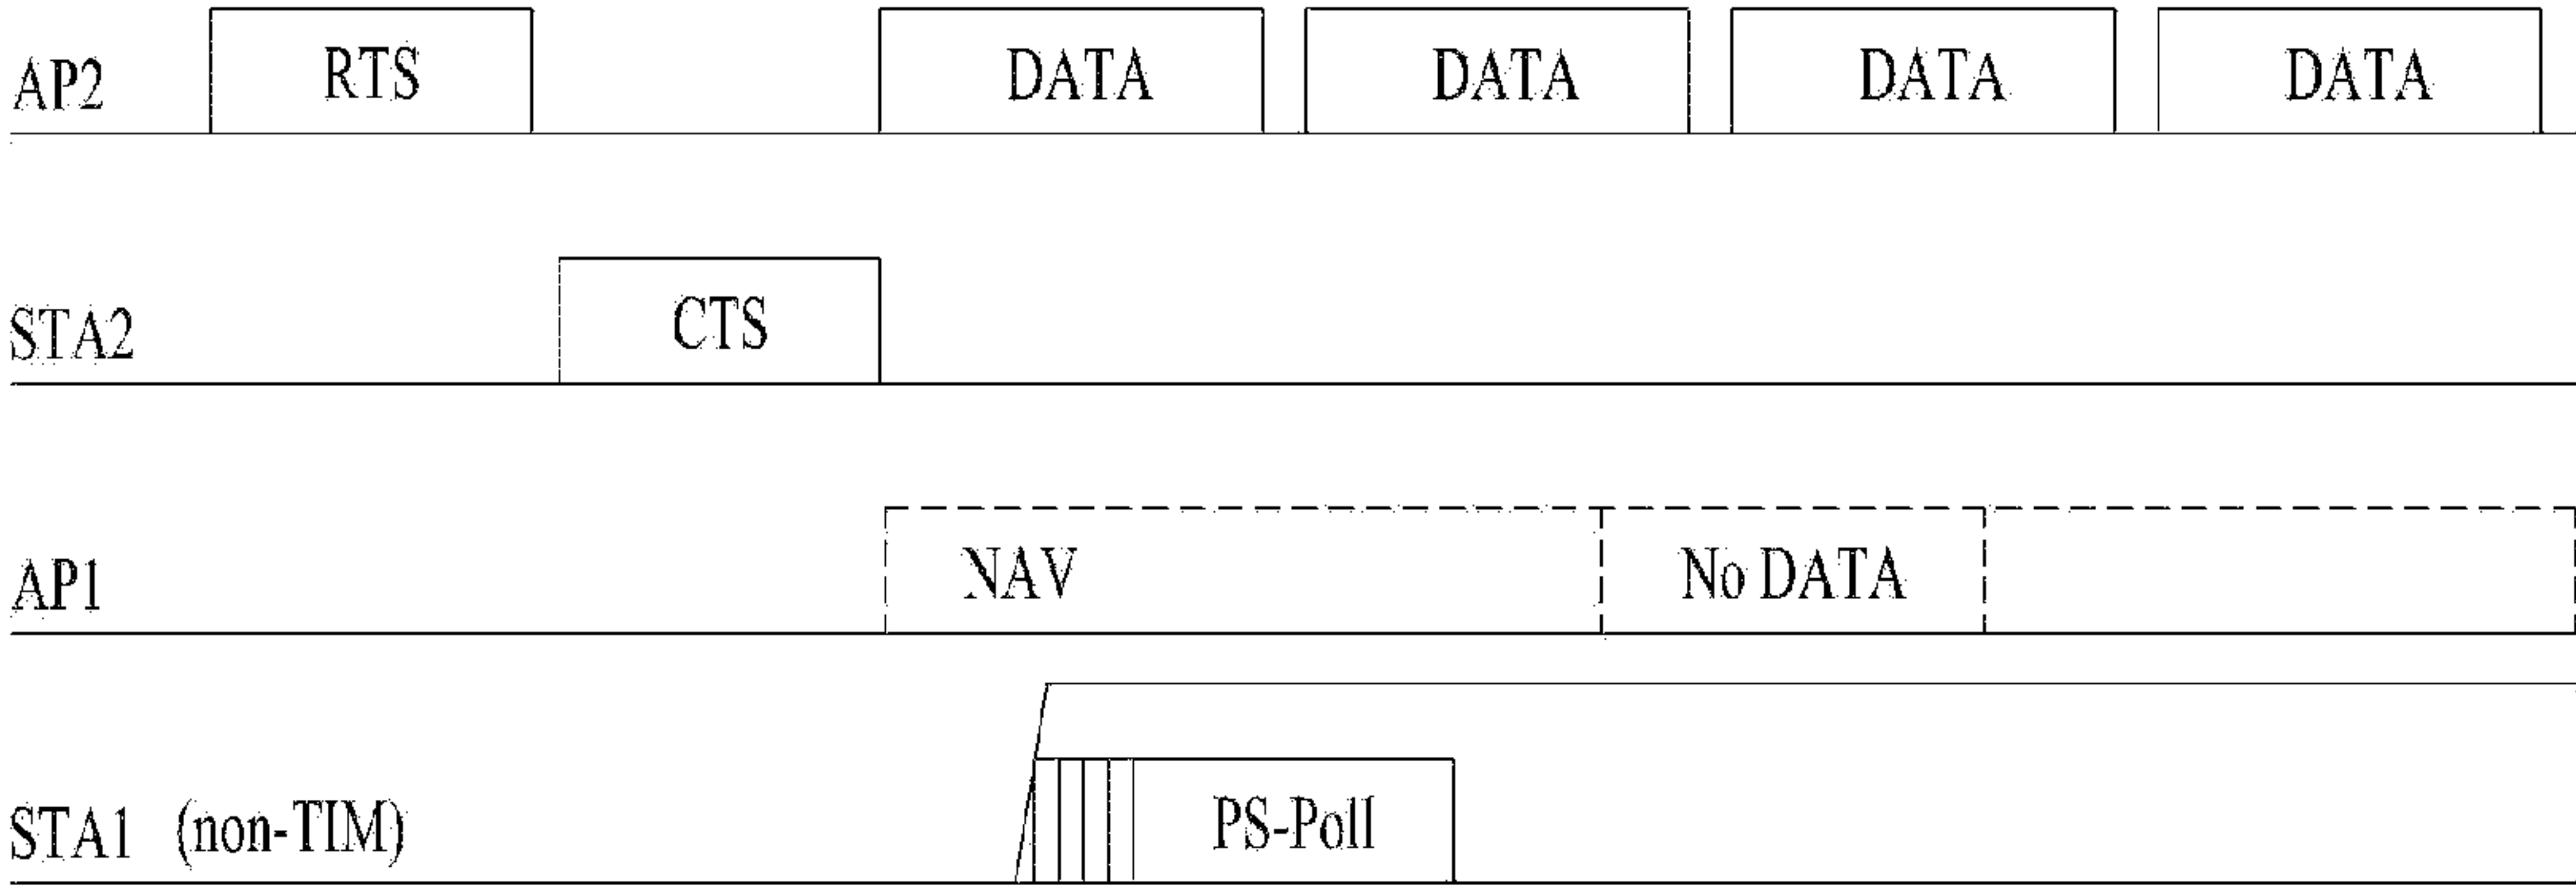 AP2 RTS DATA DATA DATA DATA
STA2 CTS
AP1 NAV No DATA
STA1 (non-TIM) PS-Poll